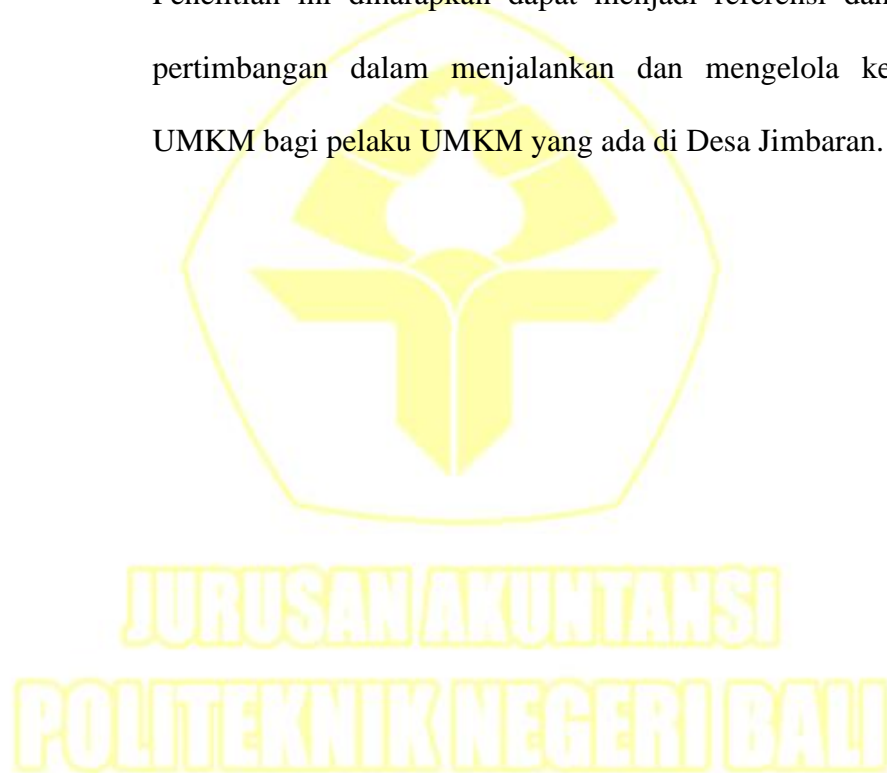 Penelitian ini diharapkan dapat menjadi referensi dan
pertimbangan dalam menjalankan dan mengelola ke
UMKM bagi pelaku UMKM yang ada di Desa Jimbaran.
JURUSAN AKUNTANSI
POLITEKNIK NEGERI BALI